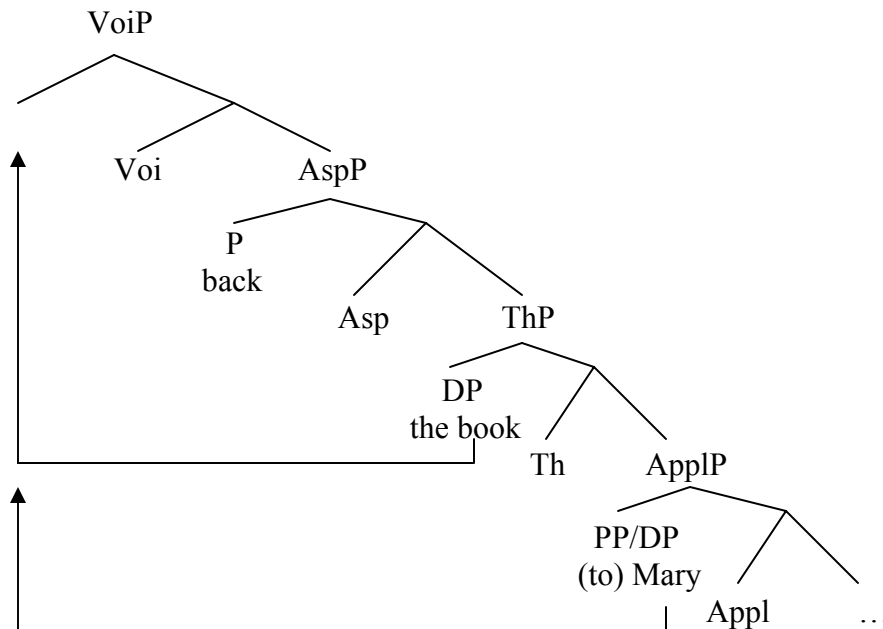 VoiP
Voi AspP
P
back
Asp ThP
DP
the book
Th ApplP
PP/DP
(to) Mary
Appl …